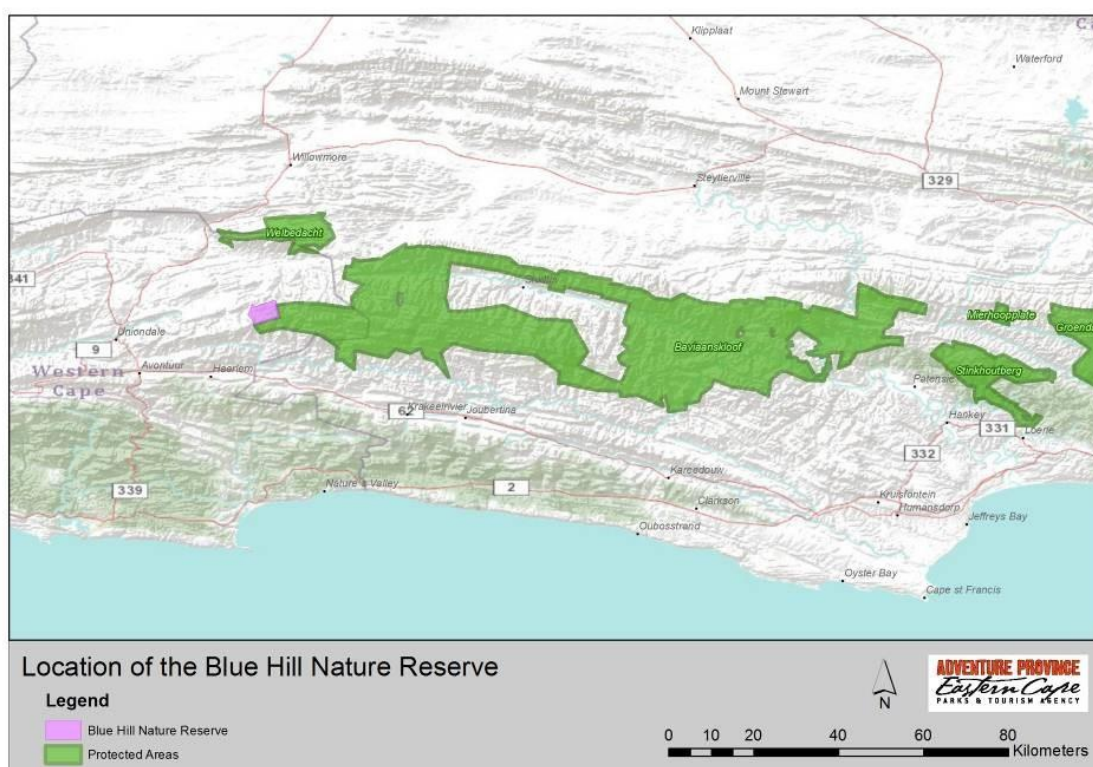 Klipplaat
Waterford
Mount Stewart
Willowmore
Steytlerville
329
Welbedacht
341
Mierhoopplate
Uniondale
9
Baviaanskloof
Western
Cape
Avontuur
Haarlem
Stinkhoutberg
Patensie
62
Joubertina
Hankey
331
Loerie
332
Kareedouw
339
Nature's Valley
2
Clarkson
Kruisfontein
Humansdorp
Oubosstrand
Jeffreys Bay
Oyster Bay
Cape st Francis
Location of the Blue Hill Nature Reserve
Legend
Blue Hill Nature Reserve
Protected Areas
N
ADVENTURE PROVINCE
Eastern Cape
PARKS & TOURISM AGENCY
0 5 10 20 40 60 80
Kilometers